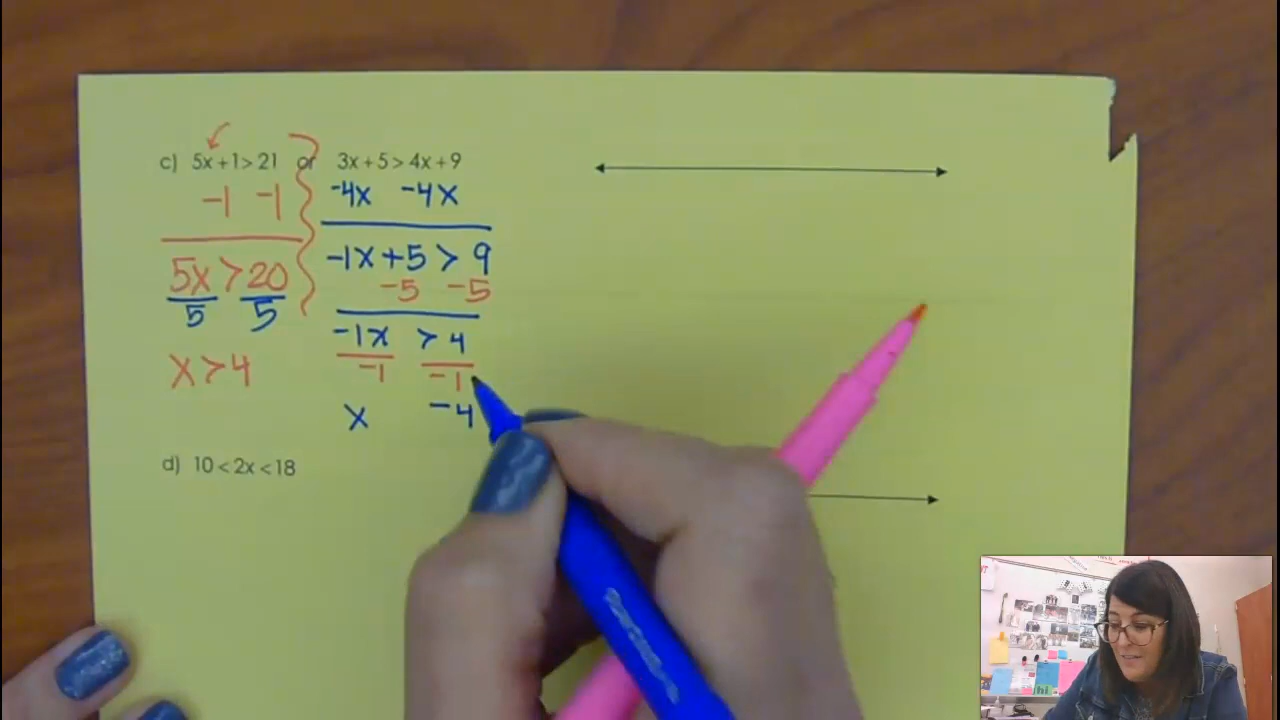 c) 5x+1>21 or 3x+5>4x+9
-1 -1 -4x -4x
5x>20 -1x+5>9
5 5 -5 -5
-1x >4
x>4 -1 -1
x -4
d) 10<2x<18
hi